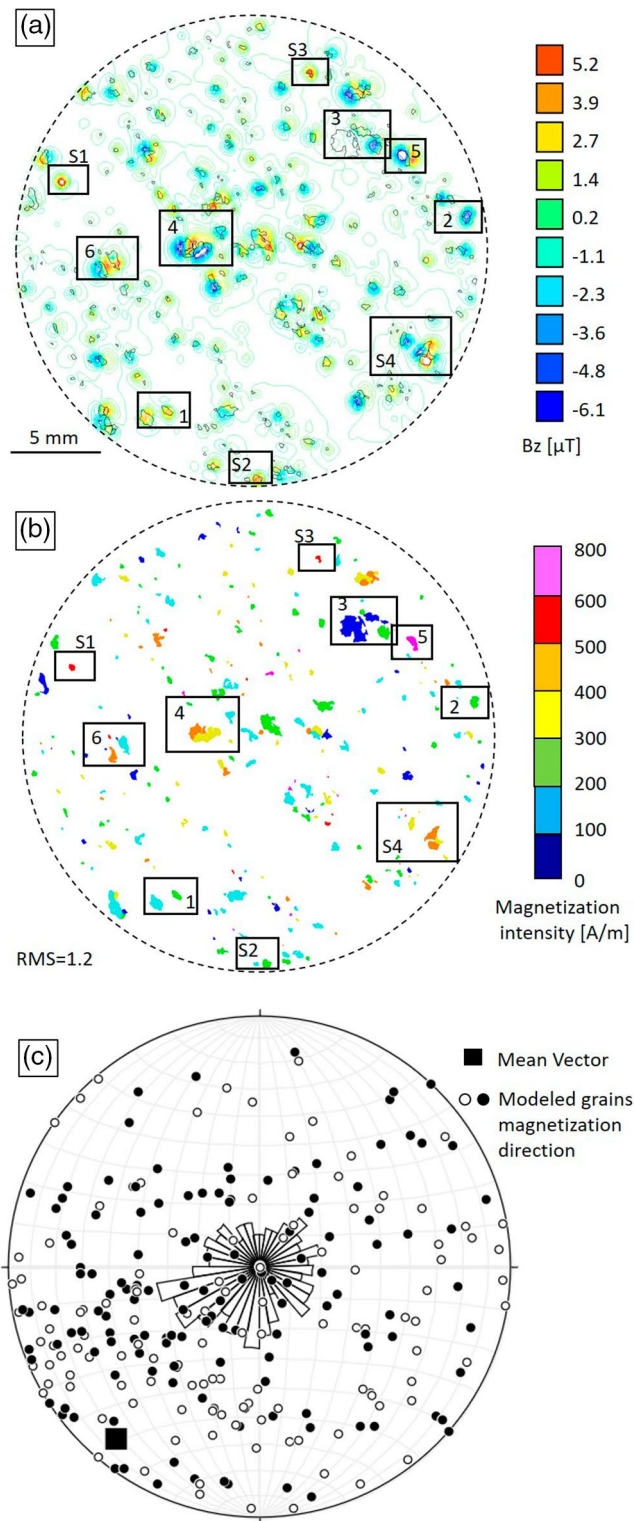 (a)
S3
3
5
S1
2
4
6
S4
1
S2
5 mm
5.2
3.9
2.7
1.4
0.2
-1.1
-2.3
-3.6
-4.8
-6.1
Bz [μT]
(b)
S3
3
5
S1
2
4
6
S4
1
S2
RMS=1.2
800
600
500
400
300
200
100
0
Magnetization
intensity [A/m]
(c)
Mean Vector
Modeled grains
magnetization
direction